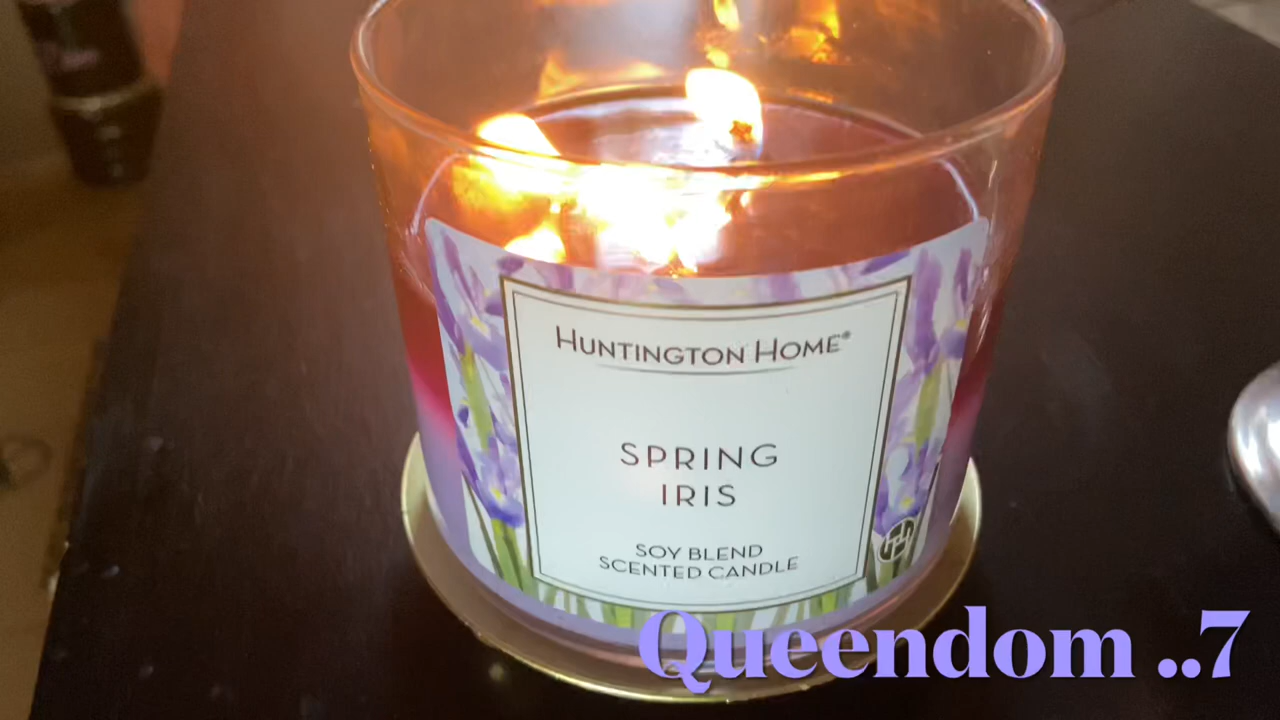 HUNTINGTON HOME®
SPRING
IRIS
SOY BLEND
SCENTED CANDLE
Queendom ..7